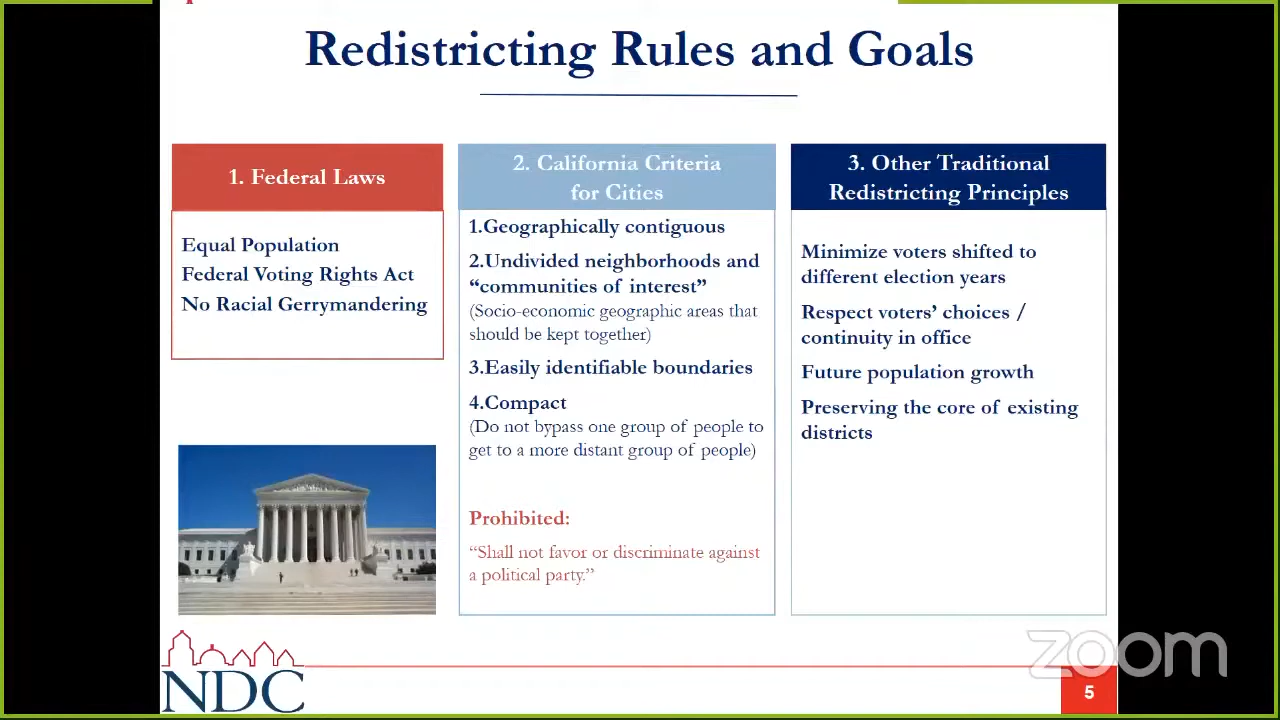 Redistricting Rules and Goals
1. Federal Laws
Equal Population
Federal Voting Rights Act
No Racial Gerrymandering
2. California Criteria
for Cities
1.Geographically contiguous
2.Undivided neighborhoods and
“communities of interest”
(Socio-economic geographic areas that
should be kept together)
3.Easily identifiable boundaries
4.Compact
(Do not bypass one group of people to
get to a more distant group of people)
Prohibited:
“Shall not favor or discriminate against
a political party.”
3. Other Traditional
Redistricting Principles
Minimize voters shifted to
different election years
Respect voters’ choices /
continuity in office
Future population growth
Preserving the core of existing
districts
NDC
zoom
5